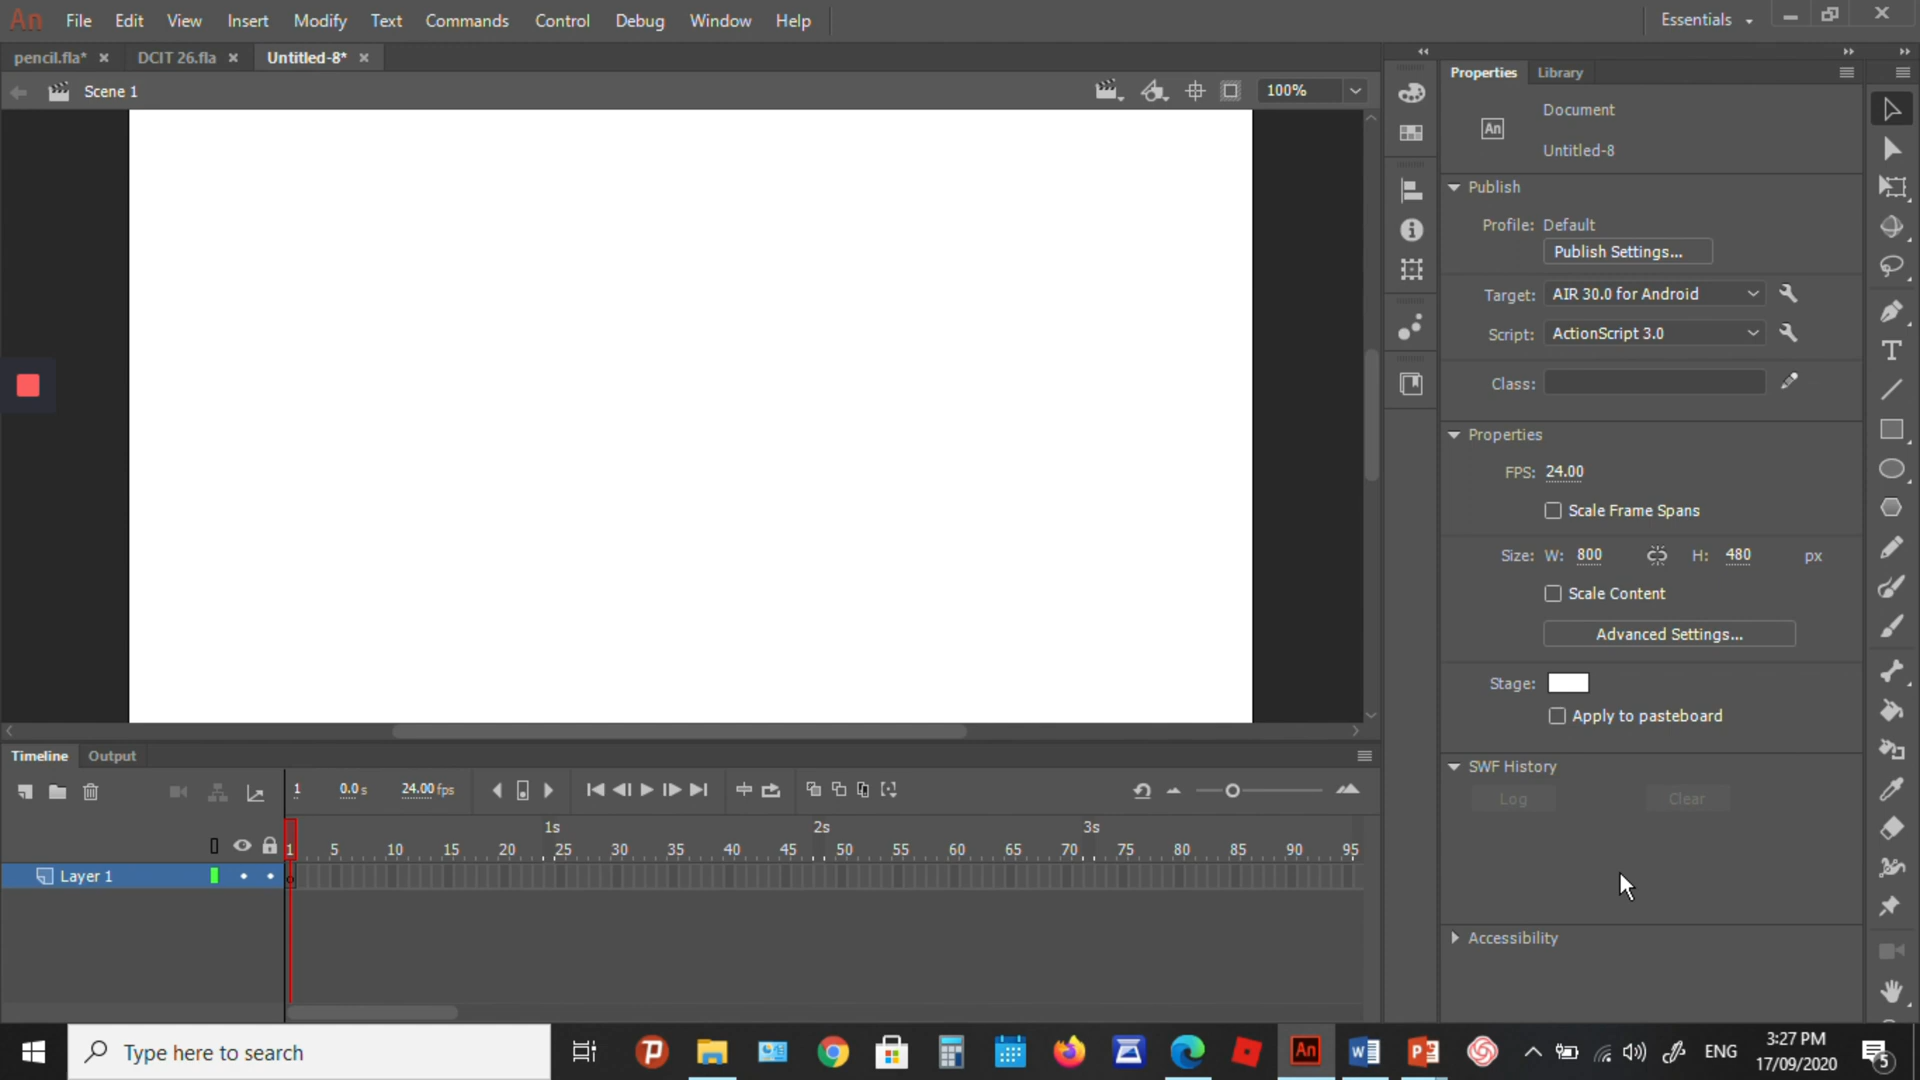 An File Edit View Insert Modify Text Commands Control Debug Window Help Essentials
pencil.fla* × DCIT 26.fla × Untitled-8* ×
Scene 1 100%
Properties Library
An Document
Untitled-8
Publish
Profile: Default
Publish Settings...
Target: AIR 30.0 for Android
Script: ActionScript 3.0
Class:
Properties
FPS: 24.00
Scale Frame Spans
Size: W: 800 H: 480 px
Scale Content
Advanced Settings...
Stage:
Apply to pasteboard
SWF History
Log Clear
Accessibility
Timeline Output
1 0.0 s 24.00 fps
1s 2s 3s
1 5 10 15 20 25 30 35 40 45 50 55 60 65 70 75 80 85 90 95
Layer 1
Type here to search
An
ENG
3:27 PM
17/09/2020
5